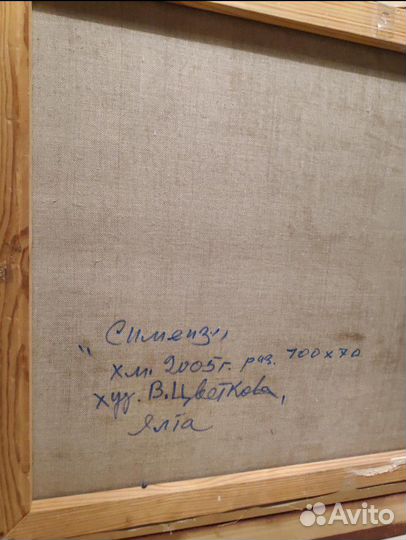 "Симеиз",
хм. 2005г. раз. 100х70
худ. В. Цветкова,
Ялта
Avito